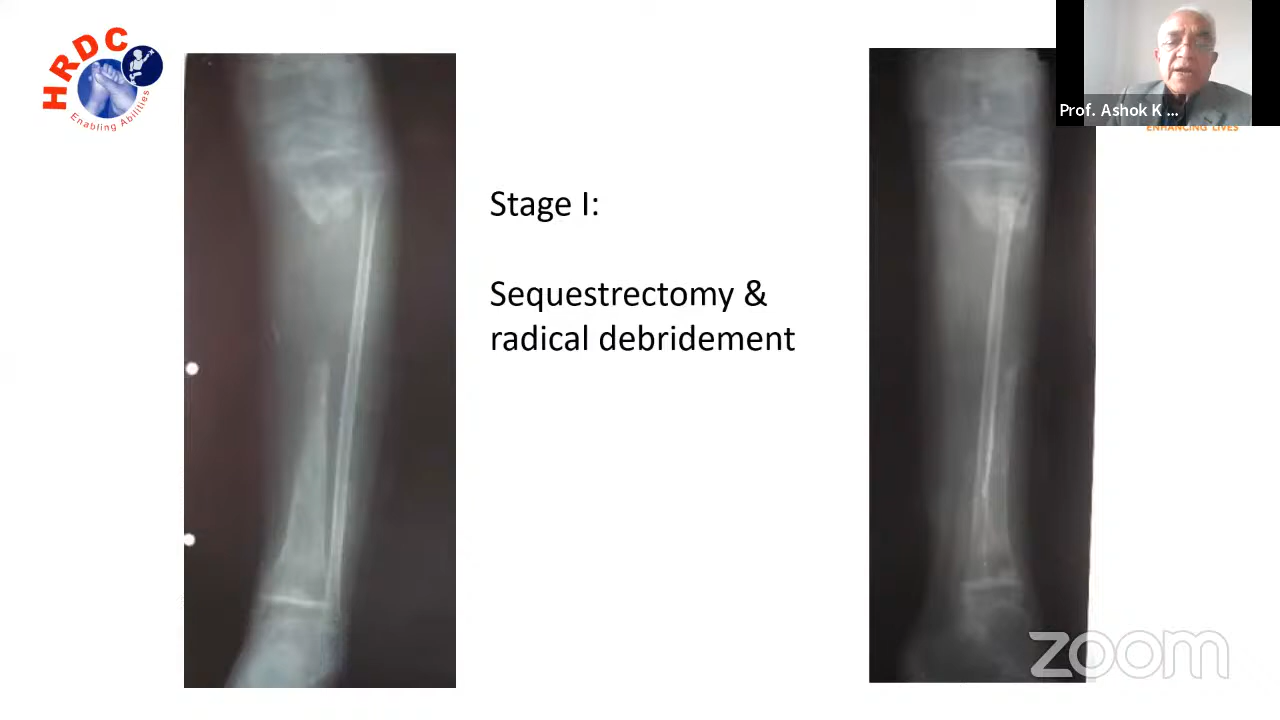 HRDC
Enabling Abilities
Stage I:
Sequestrectomy &
radical debridement
Prof. Ashok K ...
ENHANCING LIVES
zoom